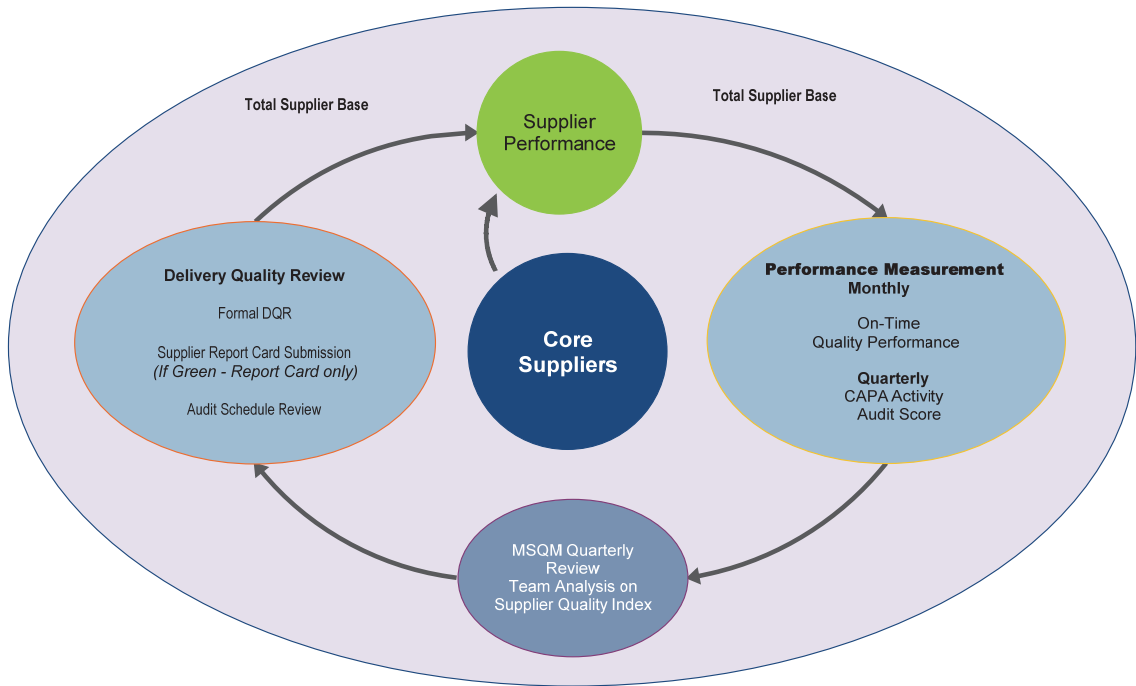 Total Supplier Base
Total Supplier Base
Supplier
Performance
Delivery Quality Review
Formal DQR
Supplier Report Card Submission
(If Green - Report Card only)
Audit Schedule Review
Core
Suppliers
Performance Measurement
Monthly
On-Time
Quality Performance
Quarterly
CAPA Activity
Audit Score
MSQM Quarterly
Review
Team Analysis on
Supplier Quality Index